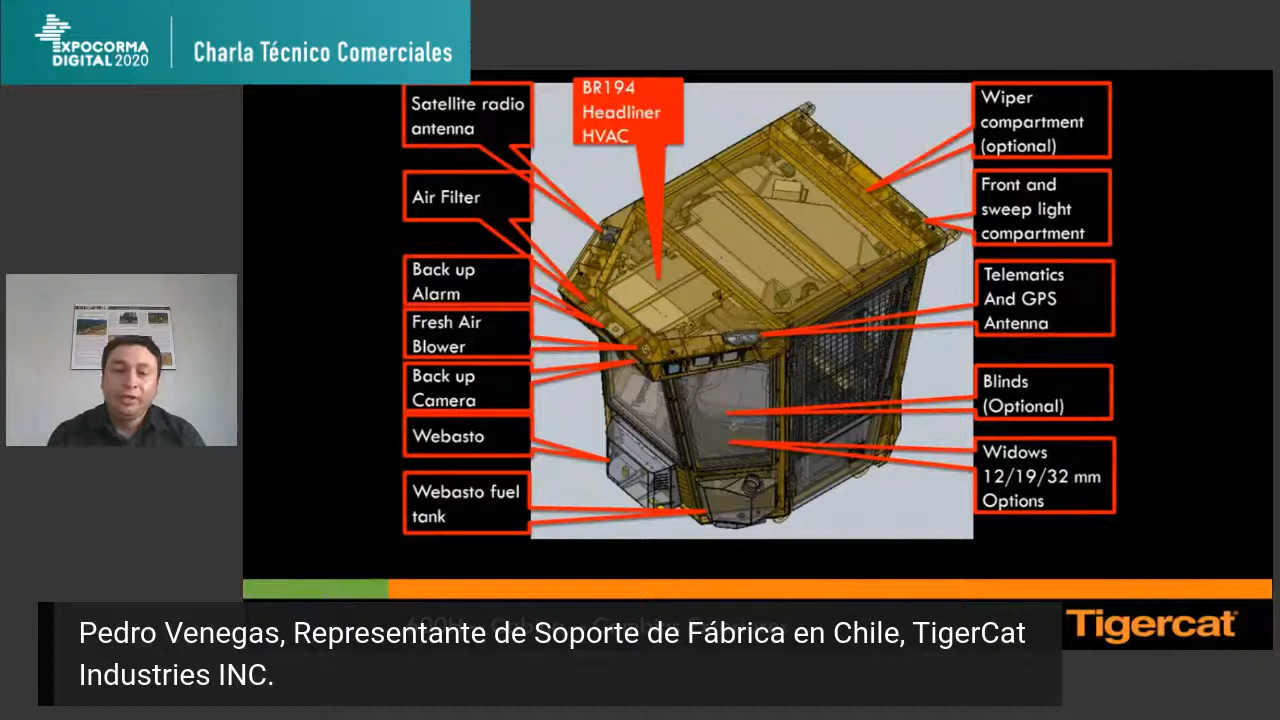 EXPOCORMA
DIGITAL 2020
Charla Técnico Comerciales
Satellite radio
antenna
Air Filter
Back up
Alarm
Fresh Air
Blower
Back up
Camera
Webasto
Webasto fuel
tank
BR194
Headliner
HVAC
Wiper
compartment
(optional)
Front and
sweep light
compartment
Telematics
And GPS
Antenna
Blinds
(Optional)
Widows
12/19/32 mm
Options
Tigercat
Pedro Venegas, Representante de Soporte de Fábrica en Chile, TigerCat
Industries INC.